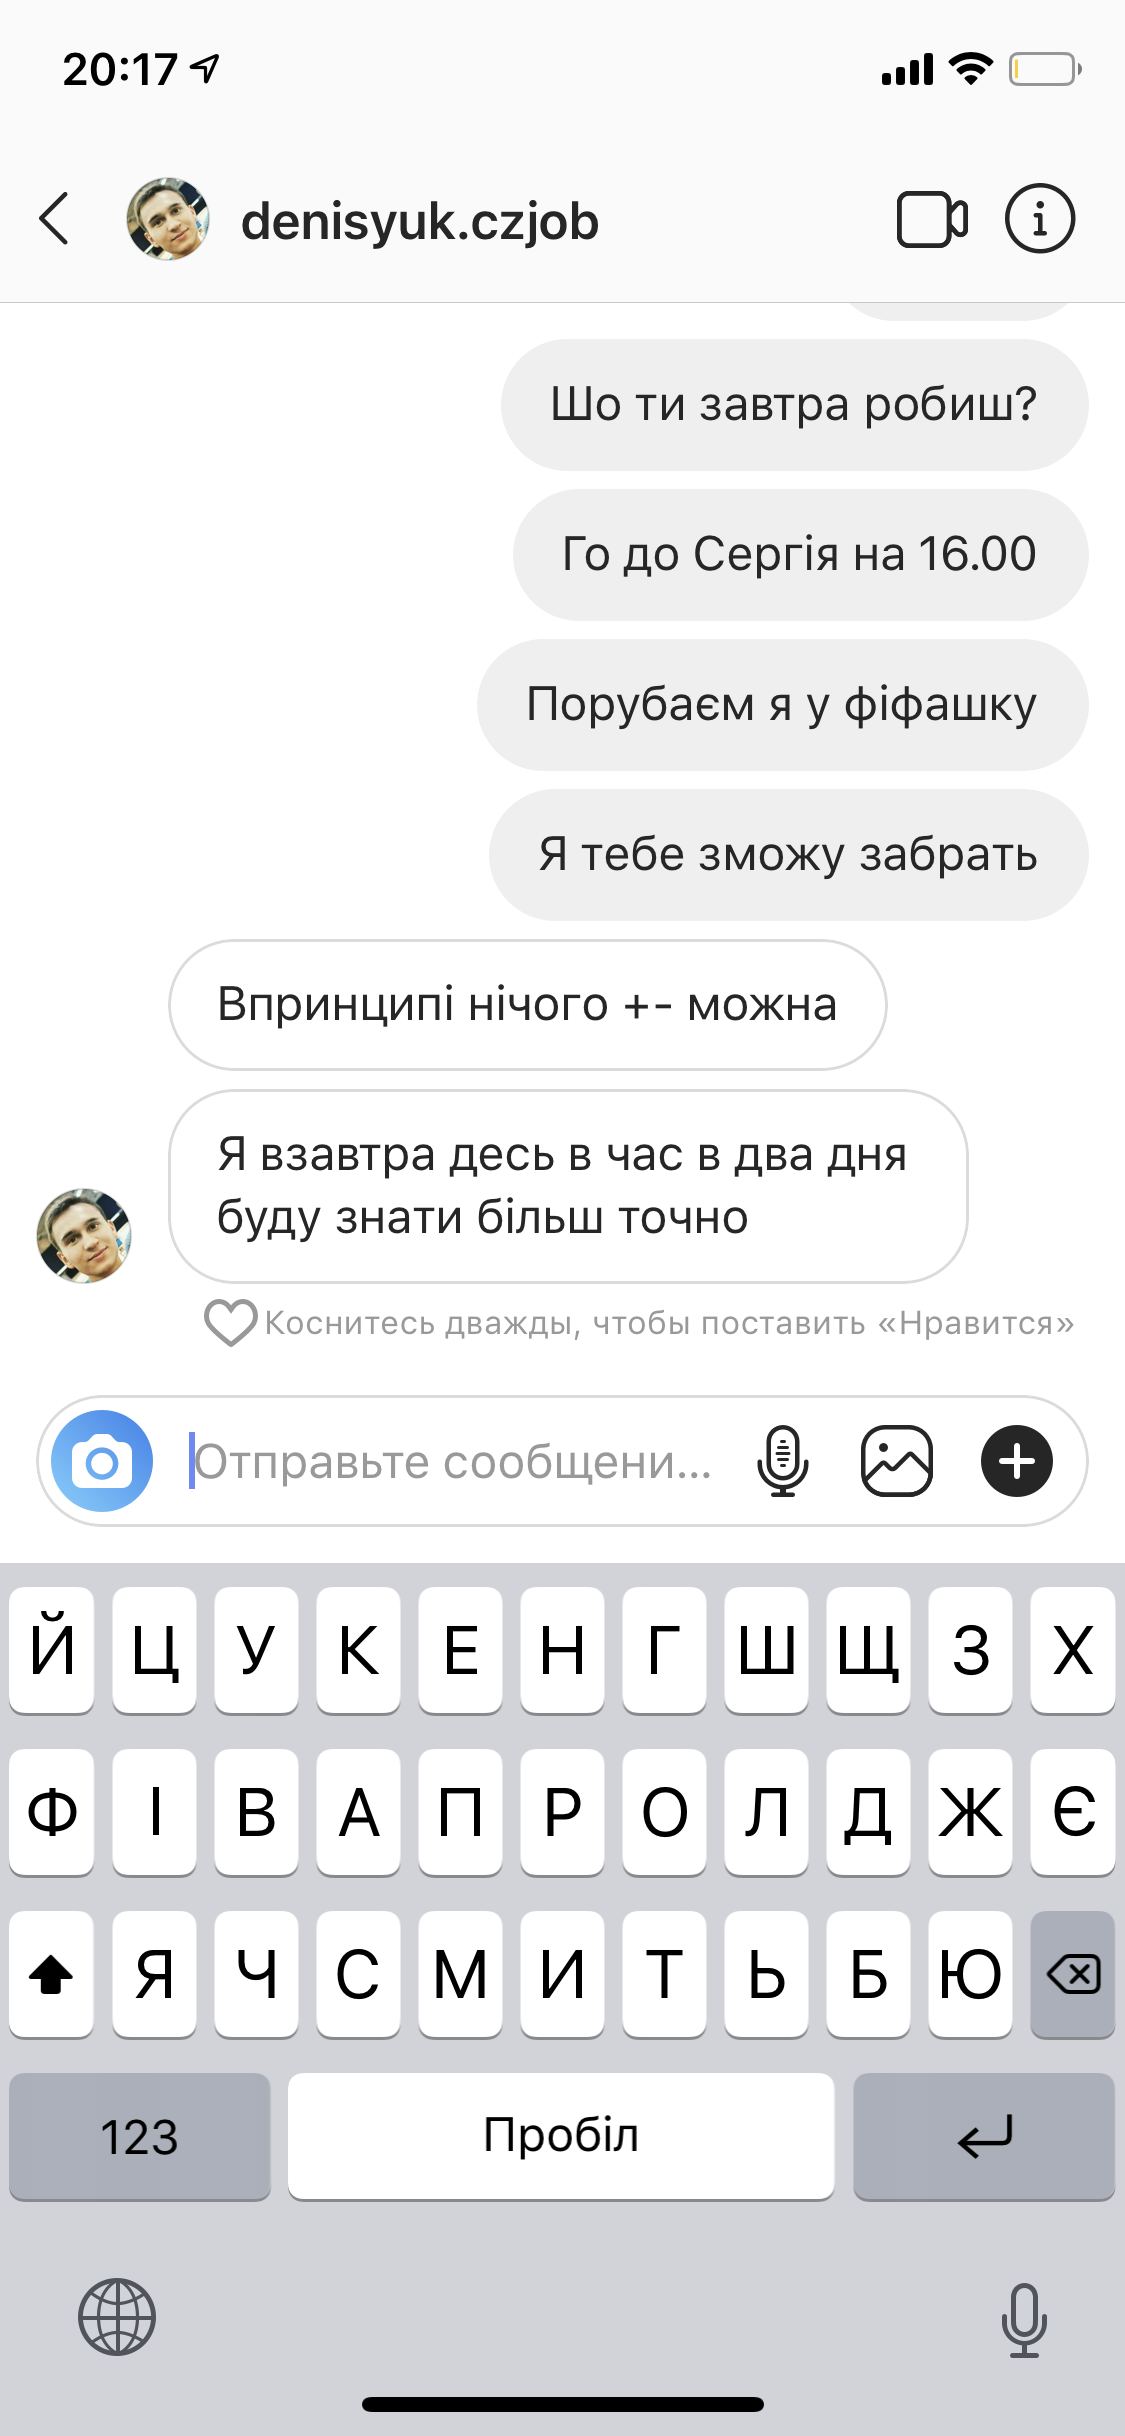 20:17
denisyuk.czjob
Шо ти завтра робиш?
Го до Сергія на 16.00
Порубаєм я у фіфашку
Я тебе зможу забрать
Впринципі нічого +- можна
Я взавтра десь в час в два дня
буду знати більш точно
Коснитесь дважды, чтобы поставить «Нравится»
Отправьте сообщени...
Й Ц У К Е Н Г Ш Щ З Х
Ф І В А П Р О Л Д Ж Є
Я Ч С М И Т Ь Б Ю
123 Пробіл